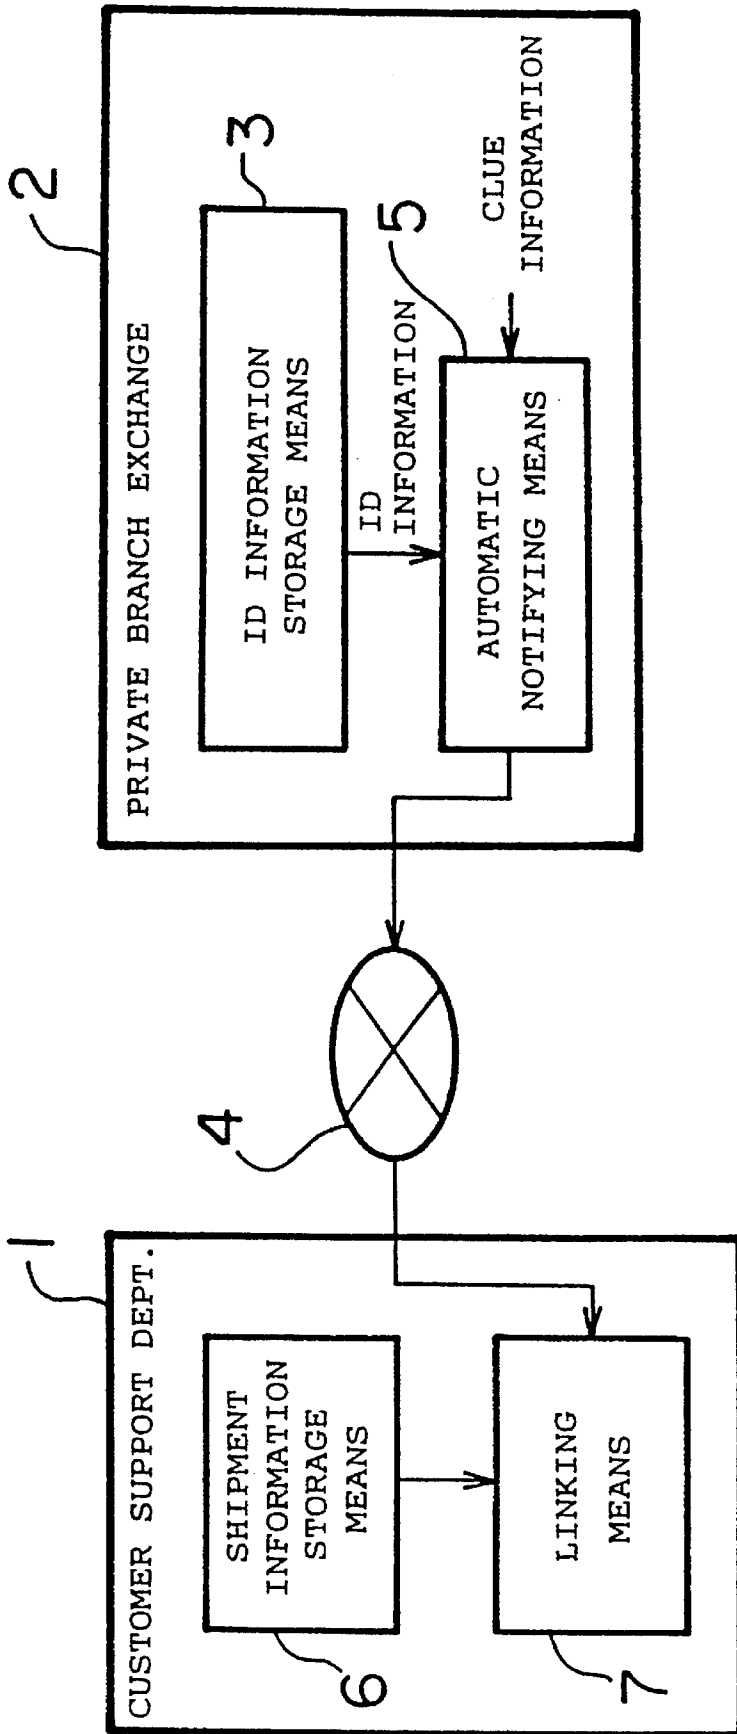 1
CUSTOMER SUPPORT DEPT.
SHIPMENT
INFORMATION
STORAGE
MEANS
6
LINKING
MEANS
7
4
2
PRIVATE BRANCH EXCHANGE
ID INFORMATION
STORAGE MEANS
3
ID
INFORMATION
5
AUTOMATIC
NOTIFYING MEANS
CLUE
INFORMATION